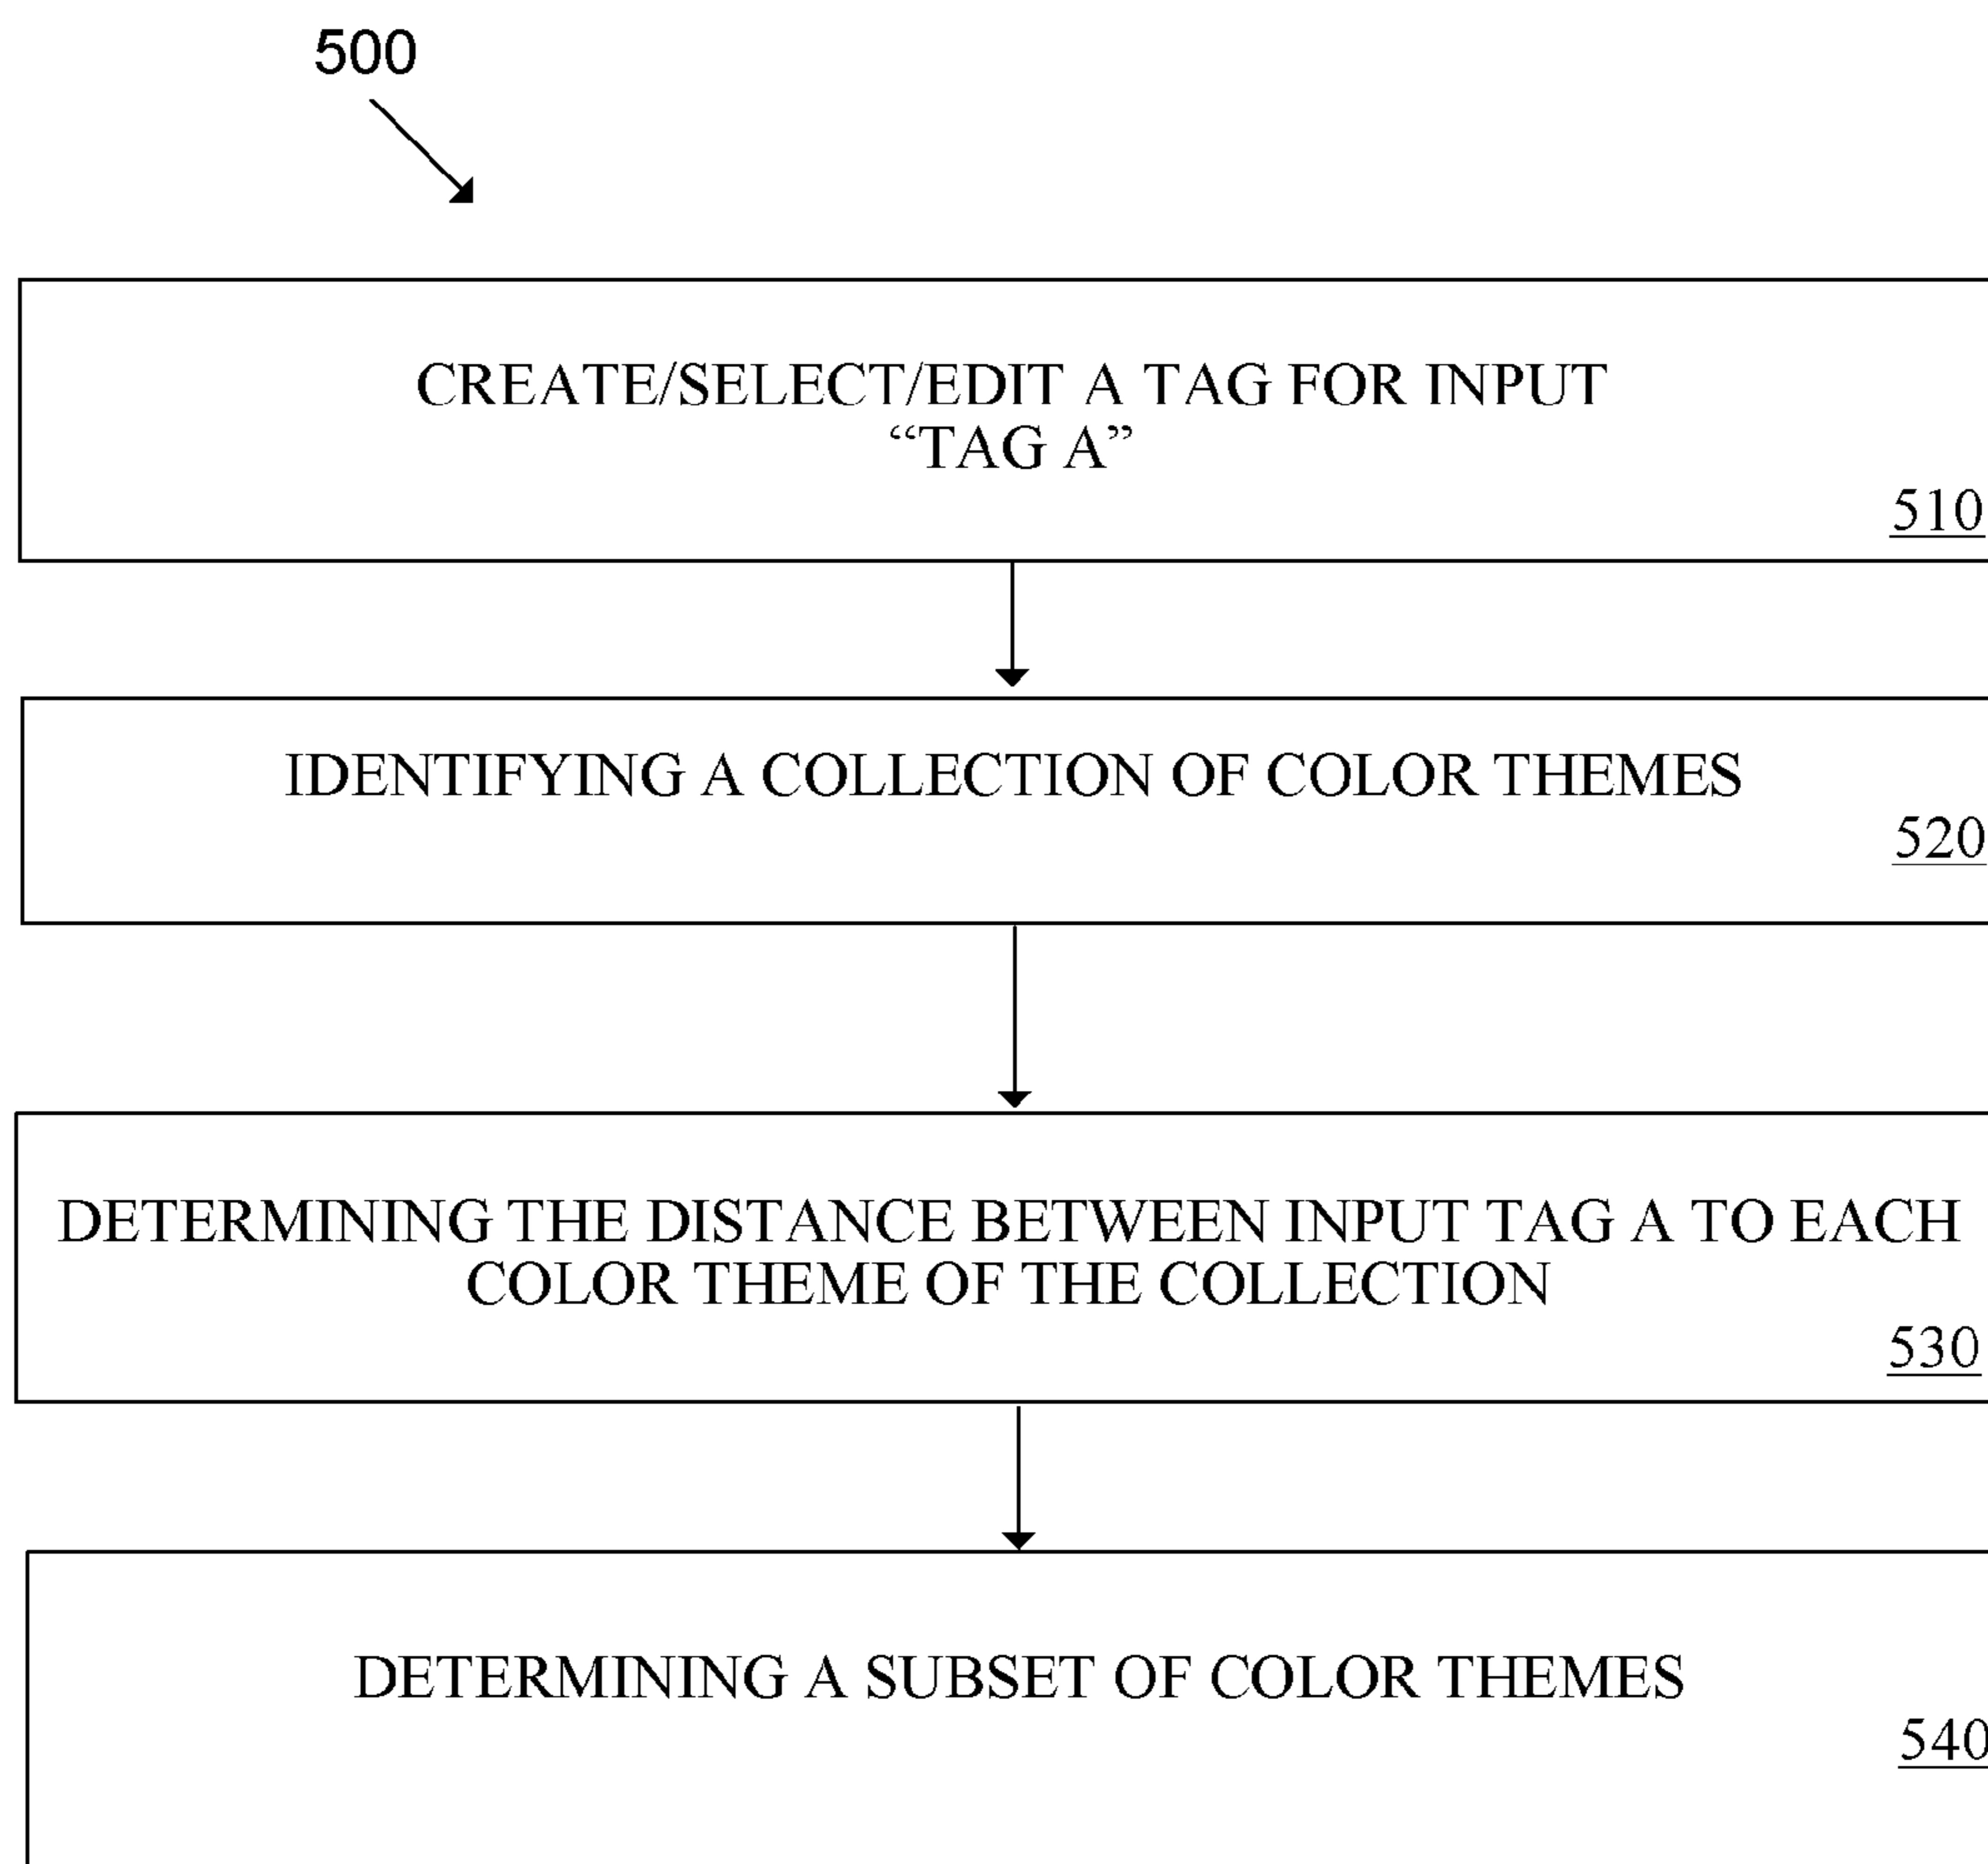 500
CREATE/SELECT/EDIT A TAG FOR INPUT
“TAG A”
510
IDENTIFYING A COLLECTION OF COLOR THEMES
520
DETERMINING THE DISTANCE BETWEEN INPUT TAG A TO EACH
COLOR THEME OF THE COLLECTION
530
DETERMINING A SUBSET OF COLOR THEMES
540